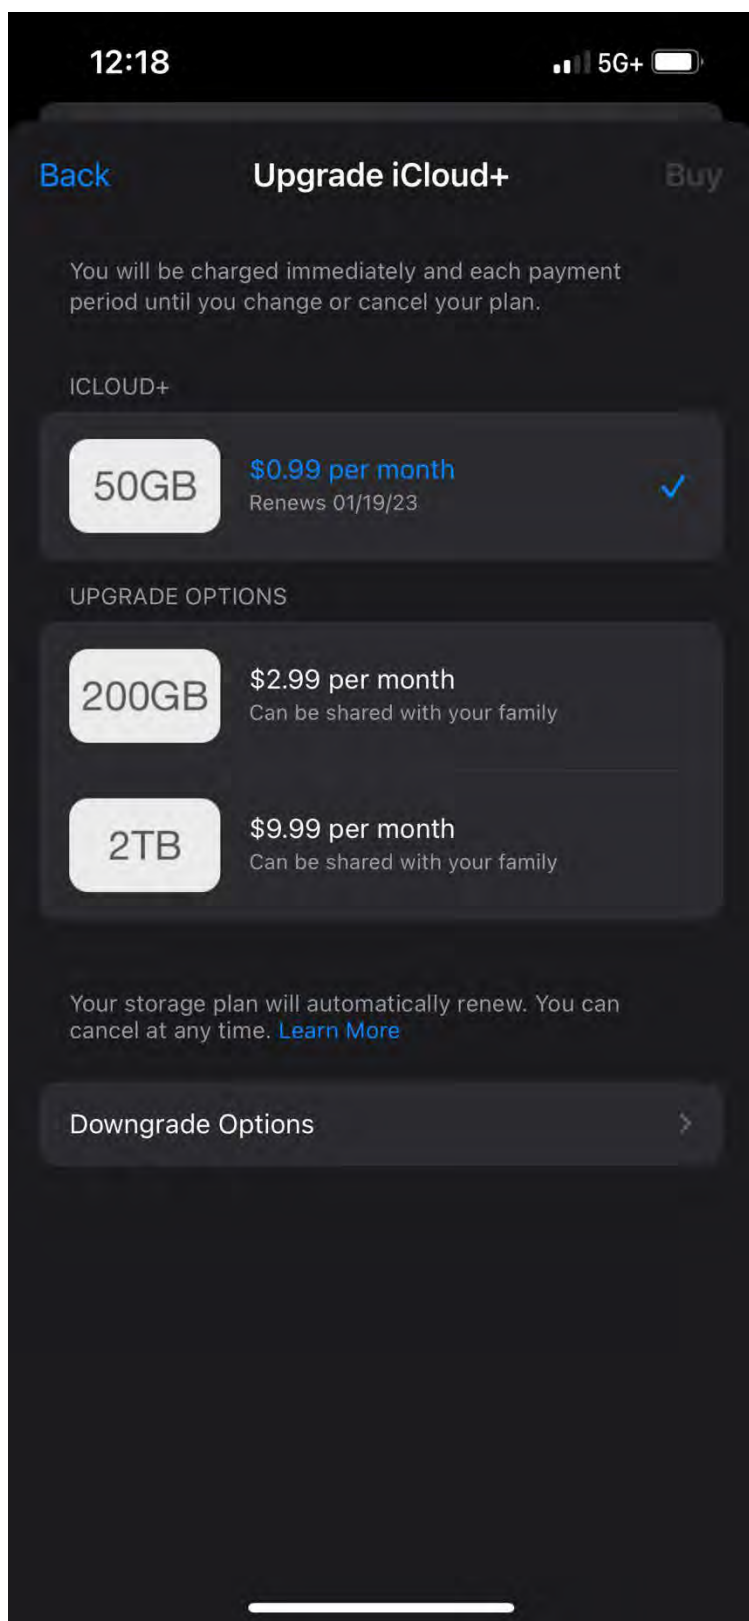 12:18
5G+
Back
Upgrade iCloud+
Buy
You will be charged immediately and each payment
period until you change or cancel your plan.
ICLOUD+
50GB
$0.99 per month
Renews 01/19/23
UPGRADE OPTIONS
200GB
$2.99 per month
Can be shared with your family
2TB
$9.99 per month
Can be shared with your family
Your storage plan will automatically renew. You can
cancel at any time. Learn More
Downgrade Options